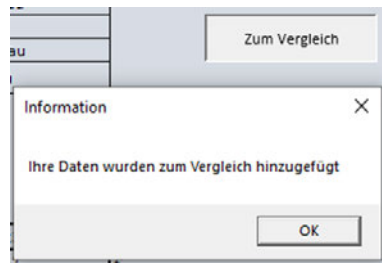 au
Zum Vergleich
Information
Ihre Daten wurden zum Vergleich hinzugefügt
OK